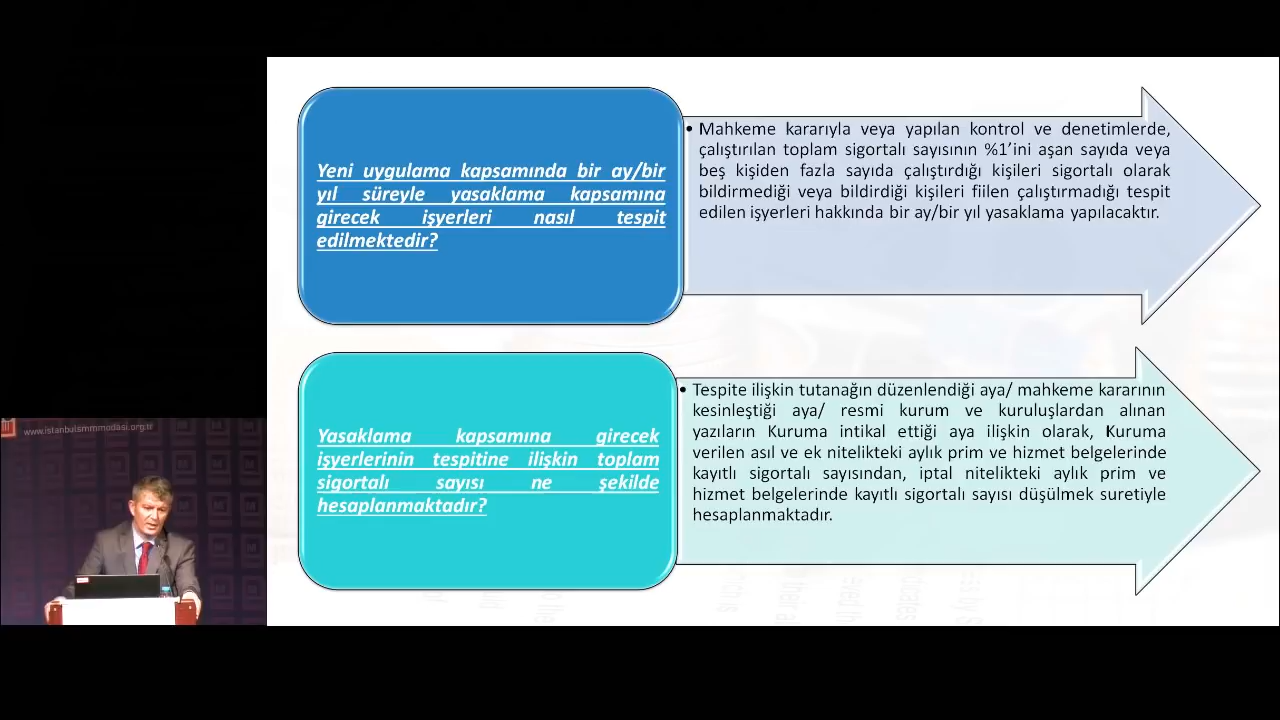 Yeni uygulama kapsamında bir ay/bir
yıl süreyle yasaklama kapsamına
girecek işyerleri nasıl tespit
edilmektedir?
• Mahkeme kararıyla veya yapılan kontrol ve denetimlerde,
çalıştırılan toplam sigortalı sayısının %1’ini aşan sayıda veya
beş kişiden fazla sayıda çalıştırdığı kişileri sigortalı olarak
bildirmediği veya bildirdiği kişileri fiilen çalıştırmadığı tespit
edilen işyerleri hakkında bir ay/bir yıl yasaklama yapılacaktır.
Yasaklama kapsamına girecek
işyerlerinin tespitine ilişkin toplam
sigortalı sayısı ne şekilde
hesaplanmaktadır?
• Tespite ilişkin tutanağın düzenlendiği aya/ mahkeme kararının
kesinleştiği aya/ resmi kurum ve kuruluşlardan alınan
yazıların Kuruma intikal ettiği aya ilişkin olarak, Kuruma
verilen asıl ve ek nitelikteki aylık prim ve hizmet belgelerinde
kayıtlı sigortalı sayısından, iptal nitelikteki aylık prim ve
hizmet belgelerinde kayıtlı sigortalı sayısı düşülmek suretiyle
hesaplanmaktadır.
www.istanbulsmmmodasi.org.tr